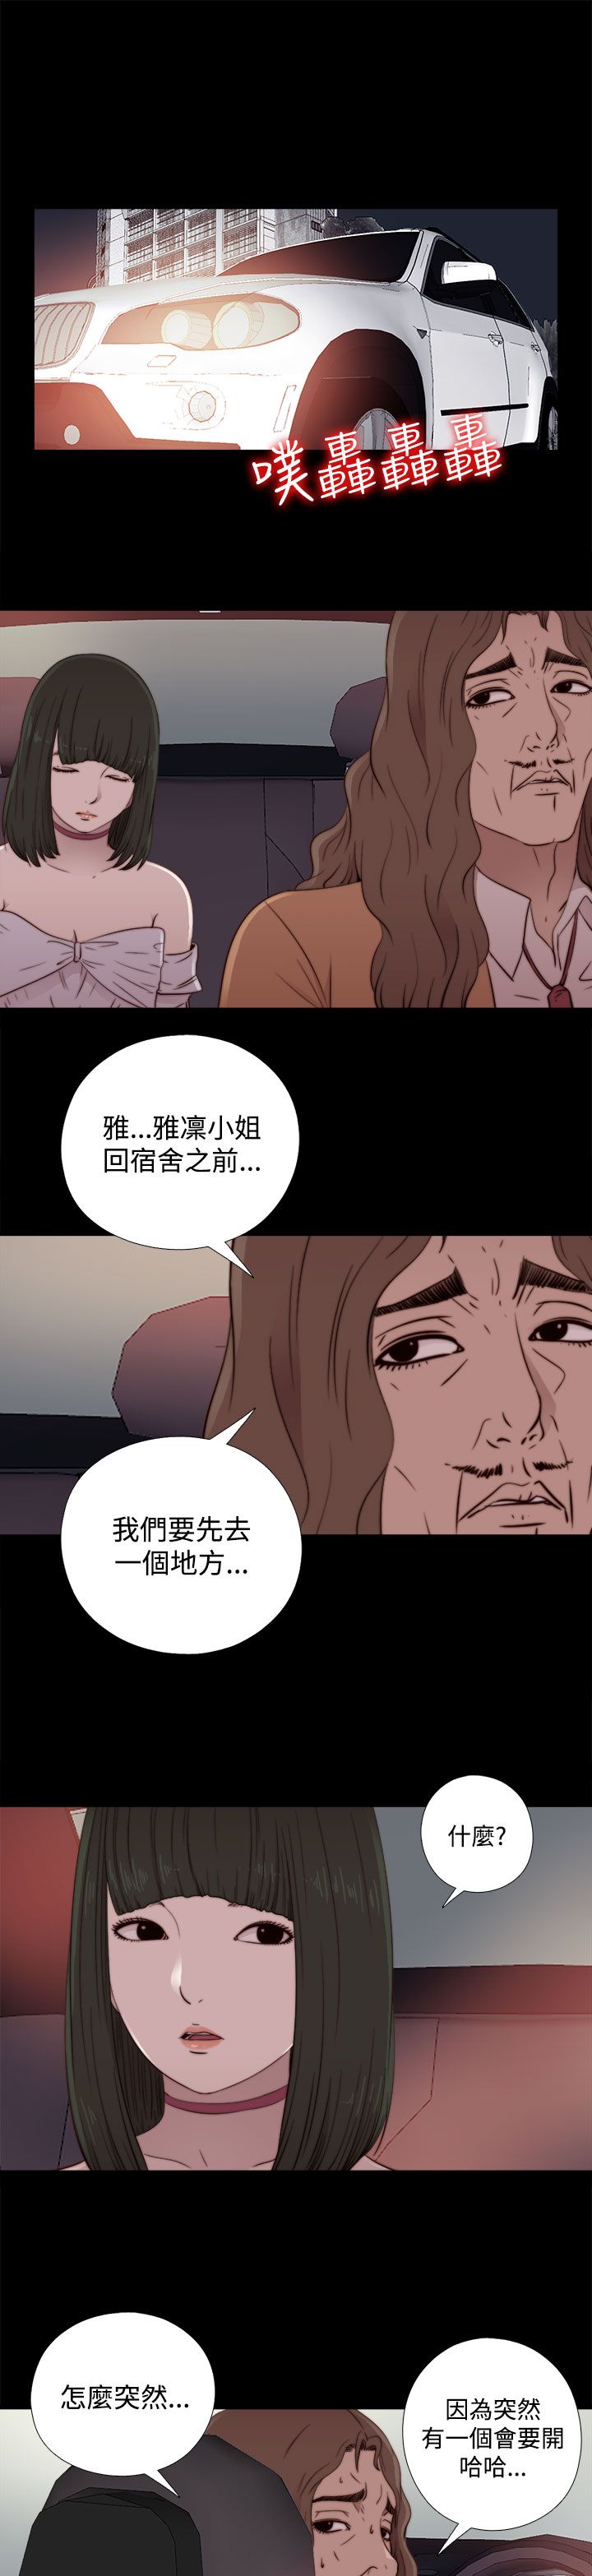 噗轟轟轟
雅...雅凜小姐
回宿舍之前...
我們要先去
一個地方...
什麼?
怎麼突然...
因為突然
有一個會要開
哈哈...